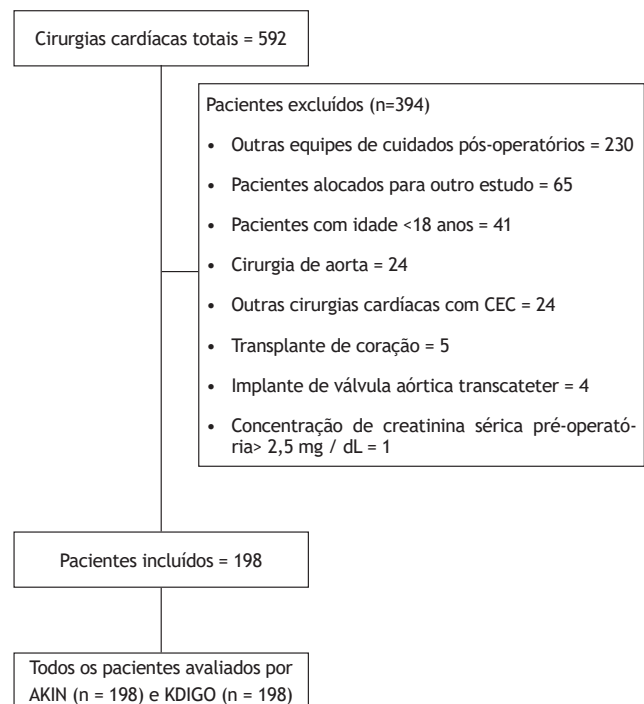 Cirurgias cardíacas totais = 592
Pacientes excluídos (n=394)
• Outras equipes de cuidados pós-operatórios = 230
• Pacientes alocados para outro estudo = 65
• Pacientes com idade <18 anos = 41
• Cirurgia de aorta = 24
• Outras cirurgias cardíacas com CEC = 24
• Transplante de coração = 5
• Implante de válvula aórtica transcateter = 4
• Concentração de creatinina sérica pré-operató-
ria> 2,5 mg / dL = 1
Pacientes incluídos = 198
Todos os pacientes avaliados por
AKIN (n = 198) e KDIGO (n = 198)